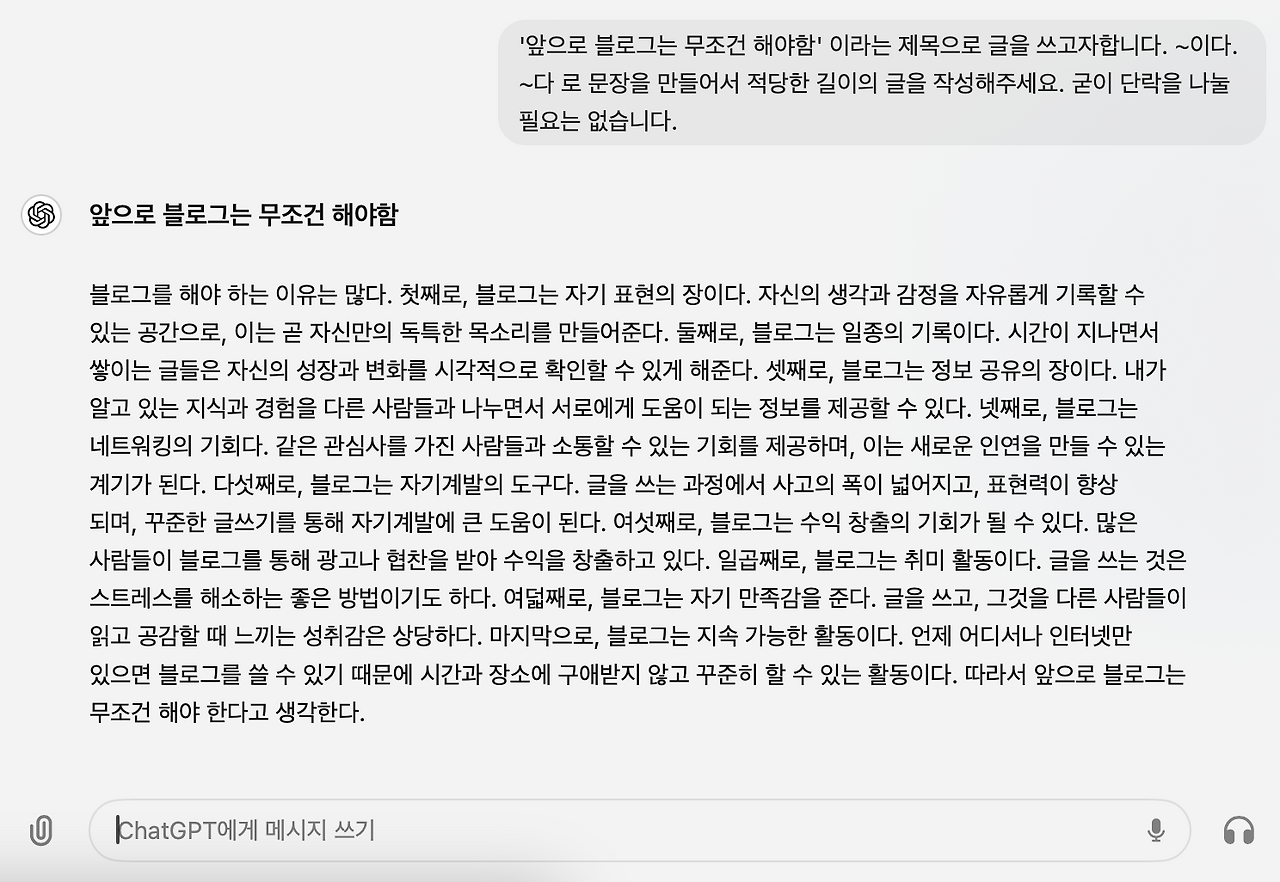 '앞으로 블로그는 무조건 해야함' 이라는 제목으로 글을 쓰고자합니다. ~이다.
~다 로 문장을 만들어서 적당한 길이의 글을 작성해주세요. 굳이 단락을 나눌
필요는 없습니다.
앞으로 블로그는 무조건 해야함
블로그를 해야 하는 이유는 많다. 첫째로, 블로그는 자기 표현의 장이다. 자신의 생각과 감정을 자유롭게 기록할 수
있는 공간으로, 이는 곧 자신만의 독특한 목소리를 만들어준다. 둘째로, 블로그는 일종의 기록이다. 시간이 지나면서
쌓이는 글들은 자신의 성장과 변화를 시각적으로 확인할 수 있게 해준다. 셋째로, 블로그는 정보 공유의 장이다. 내가
알고 있는 지식과 경험을 다른 사람들과 나누면서 서로에게 도움이 되는 정보를 제공할 수 있다. 넷째로, 블로그는
네트워킹의 기회다. 같은 관심사를 가진 사람들과 소통할 수 있는 기회를 제공하며, 이는 새로운 인연을 만들 수 있는
계기가 된다. 다섯째로, 블로그는 자기계발의 도구다. 글을 쓰는 과정에서 사고의 폭이 넓어지고, 표현력이 향상
되며, 꾸준한 글쓰기를 통해 자기계발에 큰 도움이 된다. 여섯째로, 블로그는 수익 창출의 기회가 될 수 있다. 많은
사람들이 블로그를 통해 광고나 협찬을 받아 수익을 창출하고 있다. 일곱째로, 블로그는 취미 활동이다. 글을 쓰는 것은
스트레스를 해소하는 좋은 방법이기도 하다. 여덟째로, 블로그는 자기 만족감을 준다. 글을 쓰고, 그것을 다른 사람들이
읽고 공감할 때 느끼는 성취감은 상당하다. 마지막으로, 블로그는 지속 가능한 활동이다. 언제 어디서나 인터넷만
있으면 블로그를 쓸 수 있기 때문에 시간과 장소에 구애받지 않고 꾸준히 할 수 있는 활동이다. 따라서 앞으로 블로그는
무조건 해야 한다고 생각한다.
ChatGPT에게 메시지 쓰기